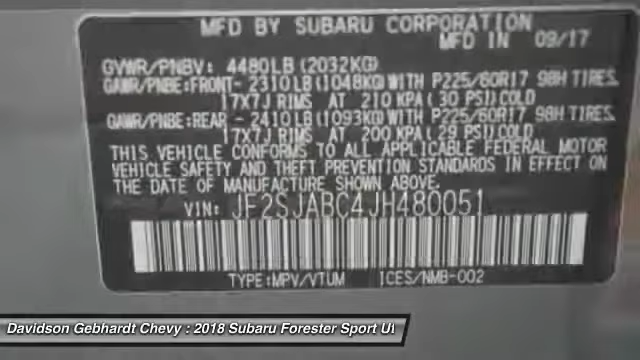 MFD BY SUBARU CORPORATION
MFD IN 09/17
GVWR/PNBV: 4480LB (2032KG)
GAWR/PNBE:FRONT- 2310LB (1048KG) WITH P225/60R17 98H TIRES,
17X7J RIMS AT 210 KPA( 30 PSI) COLD
GAWR/PNBE:REAR - 2410LB (1093KG) WITH P225/60R17 98H TIRES,
17X7J RIMS AT 200 KPA( 29 PSI) COLD
THIS VEHICLE CONFORMS TO ALL APPLICABLE FEDERAL MOTOR
VEHICLE SAFETY AND THEFT PREVENTION STANDARDS IN EFFECT ON
THE DATE OF MANUFACTURE SHOWN ABOVE.
VIN: JF2SJABC4JH480051
TYPE:MPV/VTUM ICES/NMB-002
Davidson Gebhardt Chevy : 2018 Subaru Forester Sport Ut